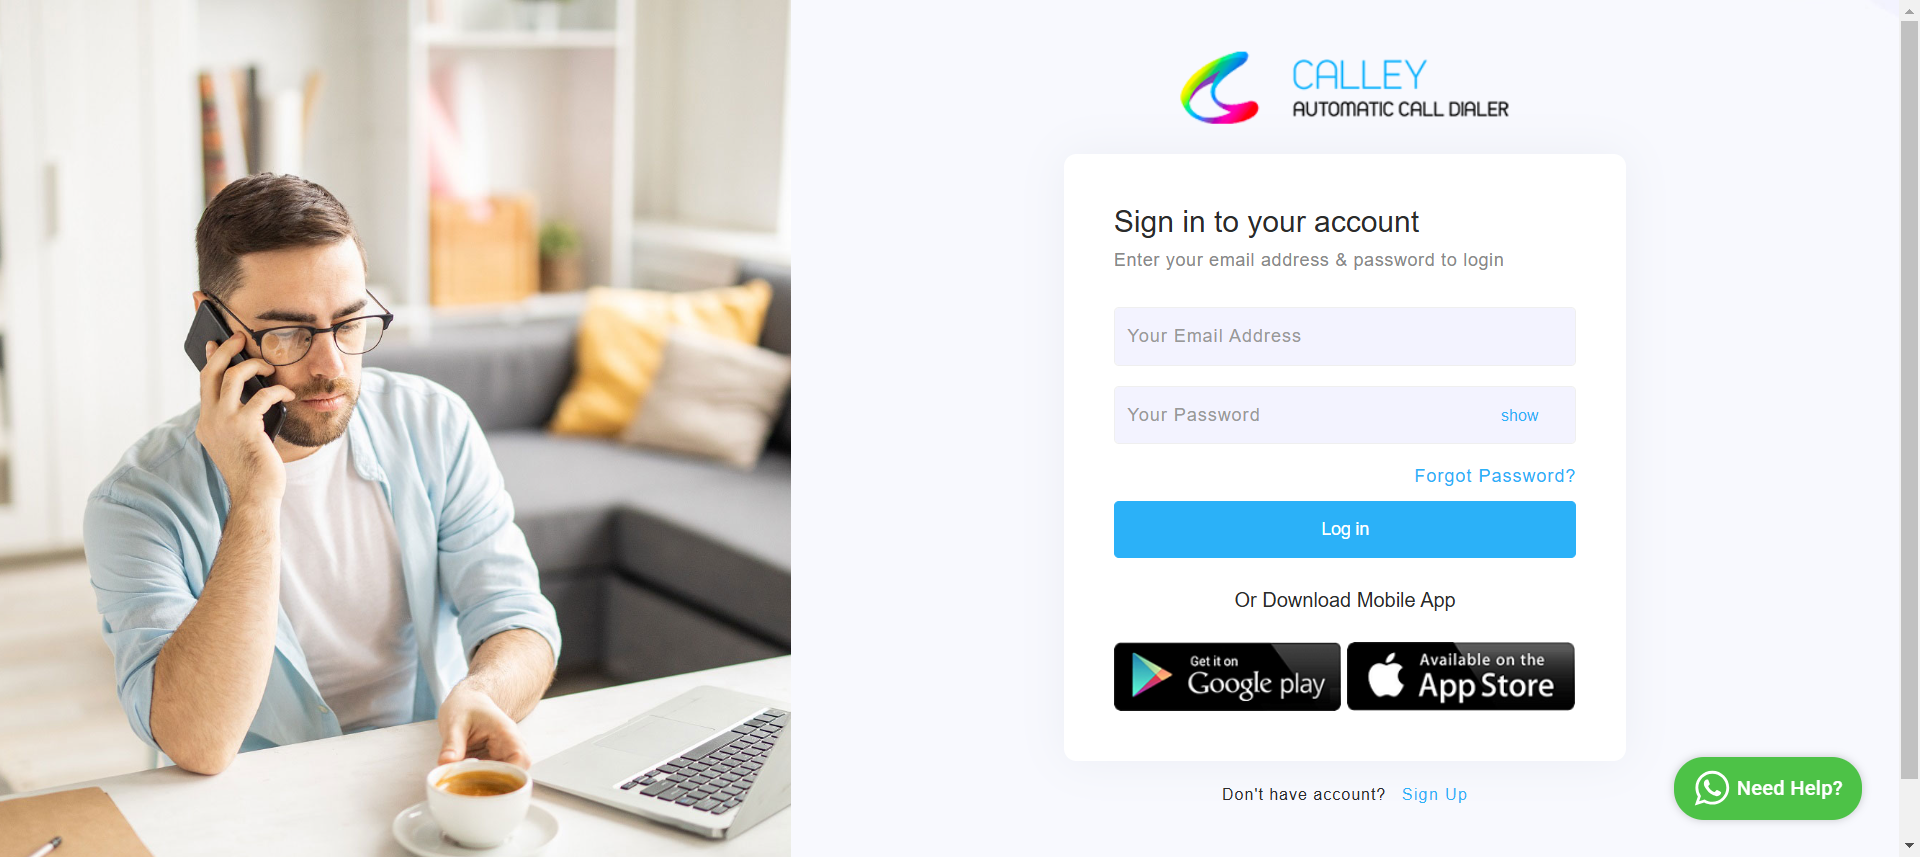 CALLEY
AUTOMATIC CALL DIALER
Sign in to your account
Enter your email address & password to login
Your Email Address
Your Password
show
Forgot Password?
Log in
Or Download Mobile App
Get it on
Google play
Available on the
App Store
Don't have account? Sign Up
Need Help?